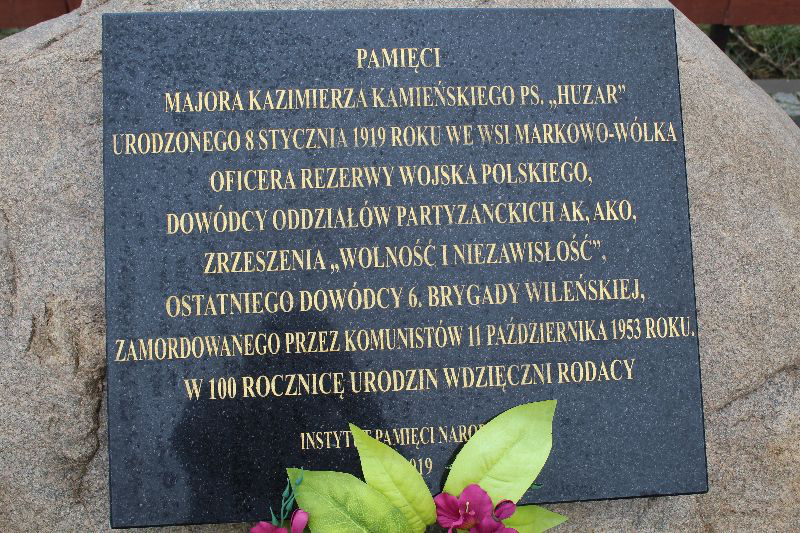 PAMIĘCI
MAJORA KAZIMIERZA KAMIEŃSKIEGO PS. „HUZAR”
URODZONEGO 8 STYCZNIA 1919 ROKU WE WSI MARKOWO-WÓLKA
OFICERA REZERWY WOJSKA POLSKIEGO,
DOWÓDCY ODDZIAŁÓW PARTYZANCKICH AK, AKO,
ZRZESZENIA „WOLNOŚĆ I NIEZAWISŁOŚĆ”,
OSTATNIEGO DOWÓDCY 6. BRYGADY WILEŃSKIEJ,
ZAMORDOWANEGO PRZEZ KOMUNISTÓW 11 PAŹDZIERNIKA 1953 ROKU.
W 100 ROCZNICĘ URODZIN WDZIĘCZNI RODACY
PAMIĘCI